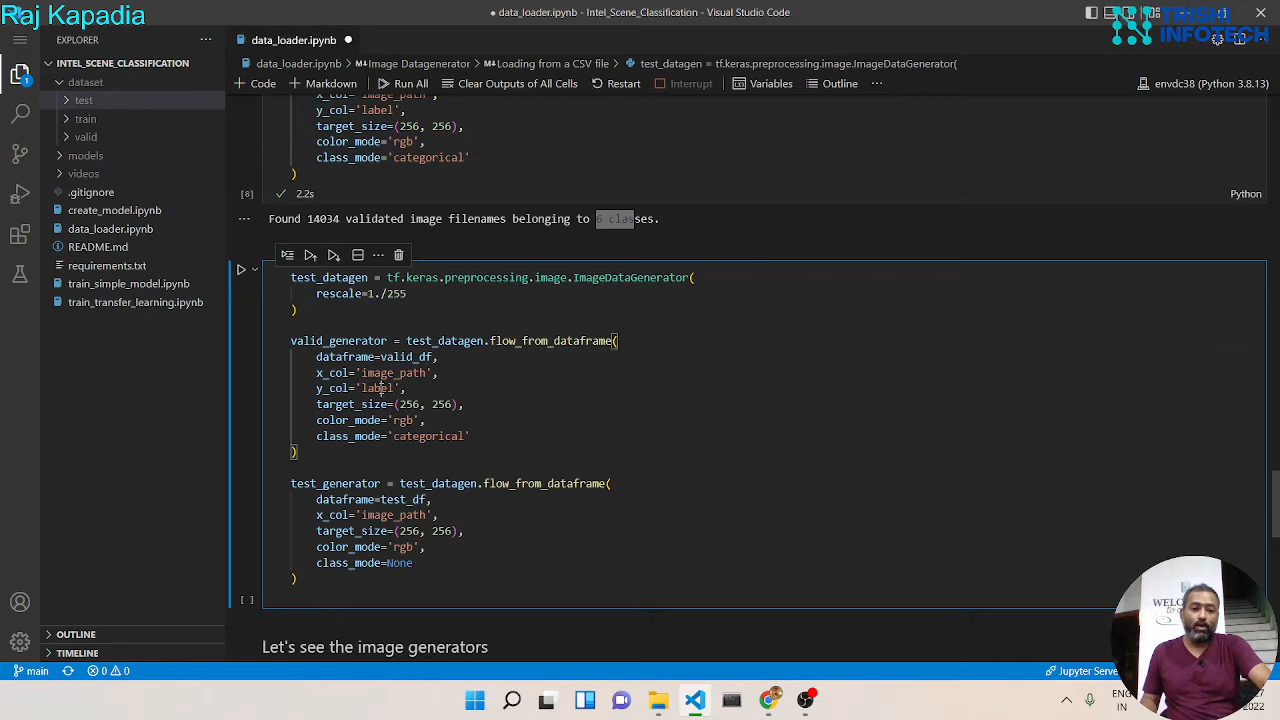 Raj Kapadia
data_loader.ipynb - Intel_Scene_Classification - Visual Studio Code
TRISHI
INFOTECH
EXPLORER
data_loader.ipynb
INTEL_SCENE_CLASSIFICATION
data_loader.ipynb > Image Datagenerator > Loading from a CSV file > test_datagen = tf.keras.preprocessing.image.ImageDataGenerator(
dataset
Code
Markdown
Run All
Clear Outputs of All Cells
Restart
Interrupt
Variables
Outline
envdc38 (Python 3.8.13)
test
train
valid
models
videos
.gitignore
create_model.ipynb
data_loader.ipynb
README.md
requirements.txt
train_simple_model.ipynb
train_transfer_learning.ipynb
x_col='image_path',
y_col='label',
target_size=(256, 256),
color_mode='rgb',
class_mode='categorical'
)
[8]
2.2s
Python
Found 14034 validated image filenames belonging to 6 classes.
test_datagen = tf.keras.preprocessing.image.ImageDataGenerator(
rescale=1./255
)
valid_generator = test_datagen.flow_from_dataframe(
dataframe=valid_df,
x_col='image_path',
y_col='label',
target_size=(256, 256),
color_mode='rgb',
class_mode='categorical'
)
test_generator = test_datagen.flow_from_dataframe(
dataframe=test_df,
x_col='image_path',
target_size=(256, 256),
color_mode='rgb',
class_mode=None
)
[ ]
Let's see the image generators
OUTLINE
TIMELINE
main
0
0
Jupyter Serve
WEL
ENG
IN
2022